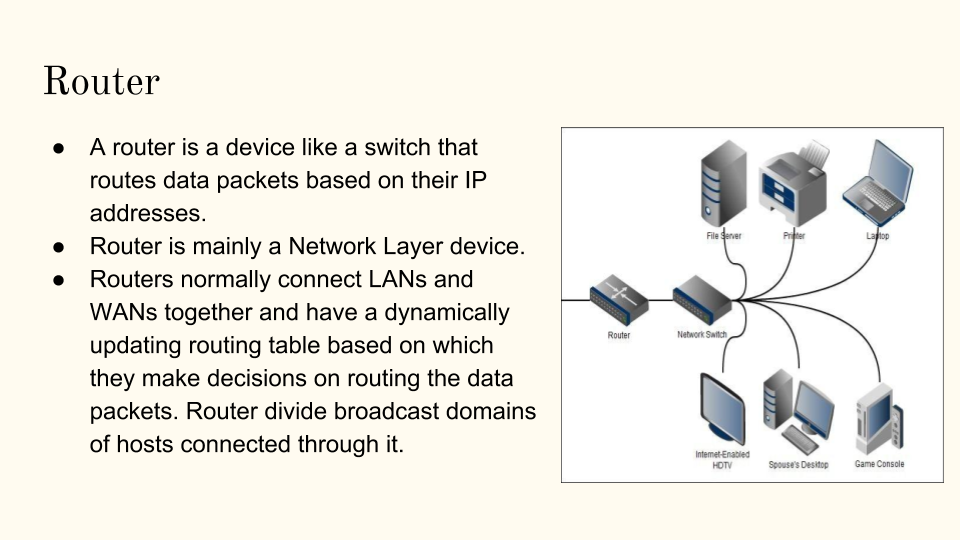 Router
● A router is a device like a switch that
routes data packets based on their IP
addresses.
● Router is mainly a Network Layer device.
● Routers normally connect LANs and
WANs together and have a dynamically
updating routing table based on which
they make decisions on routing the data
packets. Router divide broadcast domains
of hosts connected through it.
File Server
Printer
Laptop
Router
Network Switch
Internet-Enabled
HDTV
Spouse's Desktop
Game Console